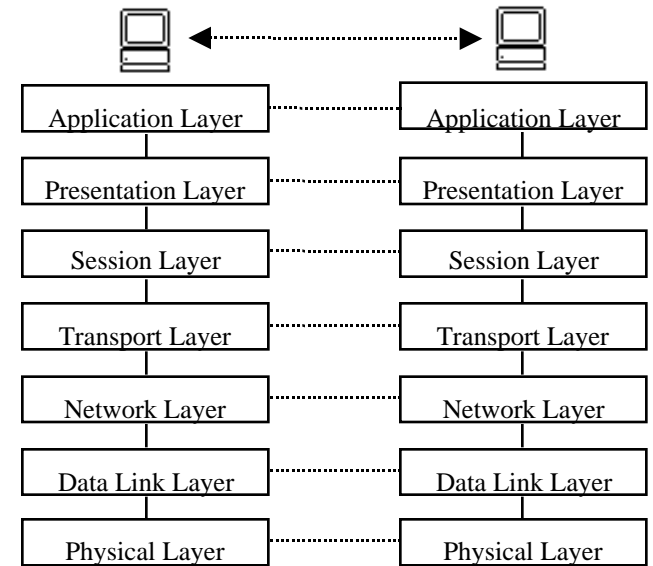 Application Layer Application Layer
Presentation Layer Presentation Layer
Session Layer Session Layer
Transport Layer Transport Layer
Network Layer Network Layer
Data Link Layer Data Link Layer
Physical Layer Physical Layer